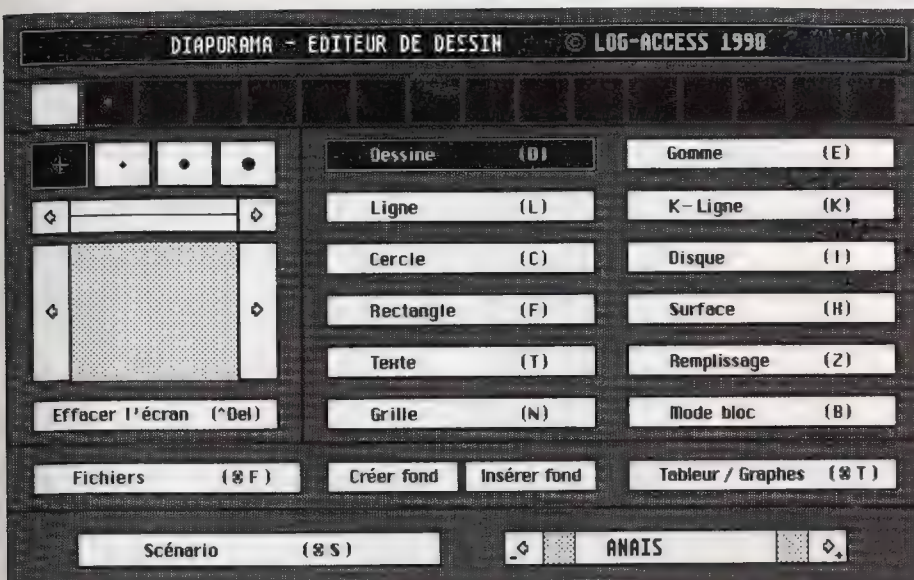 DIAPORAMA - EDITEUR DE DESSIN © LOG-ACCESS 1990
Dessine (D) Gomme (E)
Ligne (L) K-Ligne (K)
Cercle (C) Disque (I)
Rectangle (F) Surface (H)
Texte (T) Remplissage (Z)
Effacer l'écran (^Del) Grille (N) Mode bloc (B)
Fichiers (⌘F) Créer fond Insérer fond Tableur / Graphes (⌘T)
Scénario (⌘S) - ANAIS +